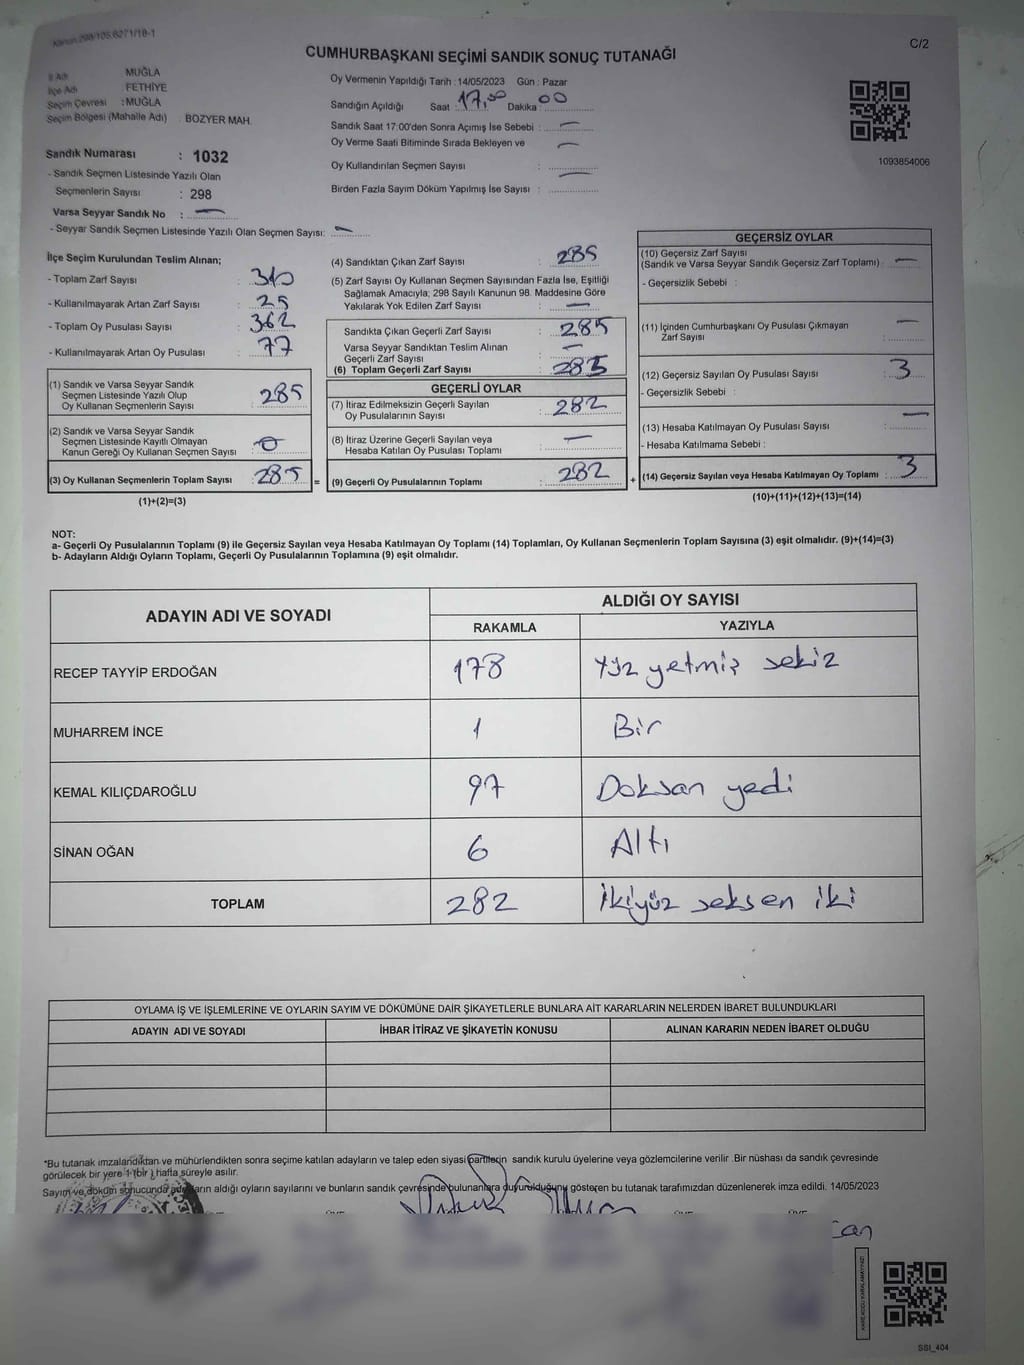 Kanun.298/105.6271/18-1
C/2
CUMHURBAŞKANI SEÇİMİ SANDIK SONUÇ TUTANAĞI
İl Adı MUĞLA
İlçe Adı FETHİYE
Seçim Çevresi : MUĞLA
Seçim Bölgesi (Mahalle Adı) : BOZYER MAH.
Sandık Numarası : 1032
- Sandık Seçmen Listesinde Yazılı Olan
Seçmenlerin Sayısı : 298
Varsa Seyyar Sandık No : —
- Seyyar Sandık Seçmen Listesinde Yazılı Olan Seçmen Sayısı: —
Oy Vermenin Yapıldığı Tarih : 14/05/2023 Gün : Pazar
Sandığın Açıldığı Saat : 17,00 Dakika : 00
Sandık Saat 17:00'den Sonra Açımış İse Sebebi : —
Oy Verme Saati Bitiminde Sırada Bekleyen ve —
Oy Kullandırılan Seçmen Sayısı :
Birden Fazla Sayım Döküm Yapılmış İse Sayısı : —
1093854006
İlçe Seçim Kurulundan Teslim Alınan;
- Toplam Zarf Sayısı : 310
- Kullanılmayarak Artan Zarf Sayısı : 25
- Toplam Oy Pusulası Sayısı : 362
- Kullanılmayarak Artan Oy Pusulası : 77
(1) Sandık ve Varsa Seyyar Sandık
Seçmen Listesinde Yazılı Olup
Oy Kullanan Seçmenlerin Sayısı : 285
(2) Sandık ve Varsa Seyyar Sandık
Seçmen Listesinde Kayıtlı Olmayan
Kanun Gereği Oy Kullanan Seçmen Sayısı : 0
(3) Oy Kullanan Seçmenlerin Toplam Sayısı : 285 =
(1)+(2)=(3)
(4) Sandıktan Çıkan Zarf Sayısı : 285
(5) Zarf Sayısı Oy Kullanan Seçmen Sayısından Fazla İse, Eşitliği
Sağlamak Amacıyla; 298 Sayılı Kanunun 98. Maddesine Göre
Yakılarak Yok Edilen Zarf Sayısı : —
Sandıkta Çıkan Geçerli Zarf Sayısı : 285
Varsa Seyyar Sandıktan Teslim Alınan
Geçerli Zarf Sayısı : —
(6) Toplam Geçerli Zarf Sayısı : 285
GEÇERLİ OYLAR
(7) İtiraz Edilmeksizin Geçerli Sayılan
Oy Pusulalarının Sayısı : 282
(8) İtiraz Üzerine Geçerli Sayılan veya
Hesaba Katılan Oy Pusulası Toplamı : —
(9) Geçerli Oy Pusulalarının Toplamı : 282 +
GEÇERSİZ OYLAR
(10) Geçersiz Zarf Sayısı
(Sandık ve Varsa Seyyar Sandık Geçersiz Zarf Toplamı) : —
- Geçersizlik Sebebi :
(11) İçinden Cumhurbaşkanı Oy Pusulası Çıkmayan
Zarf Sayısı : —
(12) Geçersiz Sayılan Oy Pusulası Sayısı : 3
- Geçersizlik Sebebi :
(13) Hesaba Katılmayan Oy Pusulası Sayısı : —
- Hesaba Katılmama Sebebi :
(14) Geçersiz Sayılan veya Hesaba Katılmayan Oy Toplamı : 3
(10)+(11)+(12)+(13)=(14)
NOT:
a- Geçerli Oy Pusulalarının Toplamı (9) ile Geçersiz Sayılan veya Hesaba Katılmayan Oy Toplamı (14) Toplamları, Oy Kullanan Seçmenlerin Toplam Sayısına (3) eşit olmalıdır. (9)+(14)=(3)
b- Adayların Aldığı Oyların Toplamı, Geçerli Oy Pusulalarının Toplamına (9) eşit olmalıdır.
ADAYIN ADI VE SOYADI ALDIĞI OY SAYISI
RAKAMLA YAZIYLA
RECEP TAYYİP ERDOĞAN 178 Yüz yetmiş sekiz
MUHARREM İNCE 1 Bir
KEMAL KILIÇDAROĞLU 97 Doksan yedi
SİNAN OĞAN 6 Altı
TOPLAM 282 İkiyüz seksen iki
OYLAMA İŞ VE İŞLEMLERİNE VE OYLARIN SAYIM VE DÖKÜMÜNE DAİR ŞİKAYETLERLE BUNLARA AİT KARARLARIN NELERDEN İBARET BULUNDUKLARI
ADAYIN ADI VE SOYADI İHBAR İTİRAZ VE ŞİKAYETİN KONUSU ALINAN KARARIN NEDEN İBARET OLDUĞU
*Bu tutanak imzalandıktan ve mühürlendikten sonra seçime katılan adayların ve talep eden siyasi partilerin sandık kurulu üyelerine veya gözlemcilerine verilir .Bir nüshası da sandık çevresinde
görülecek bir yere 1 (bir ) hafta süreyle asılır.
Sayım ve döküm sonucunda adayların aldığı oyların sayılarını ve bunların sandık çevresinde bulunanlara duyurulduğunu gösteren bu tutanak tarafımızdan düzenlenerek imza edildi. 14/05/2023
SSI_404